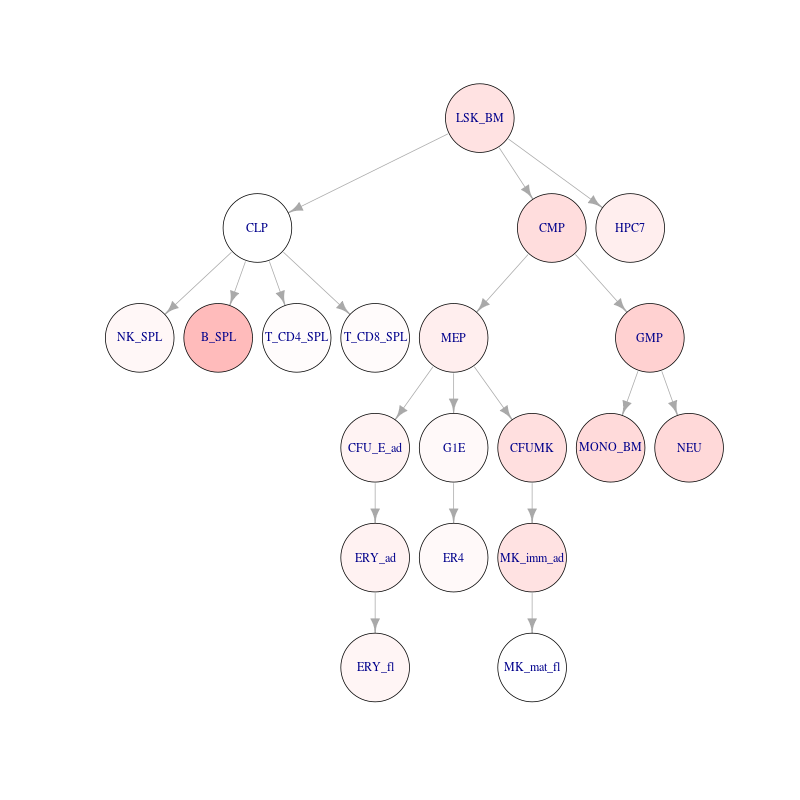 LSK_BM
CLP
CMP
HPC7
NK_SPL
B_SPL
T_CD4_SPL
T_CD8_SPL
MEP
GMP
CFU_E_ad
G1E
CFUMK
MONO_BM
NEU
ERY_ad
ER4
MK_imm_ad
ERY_fl
MK_mat_fl